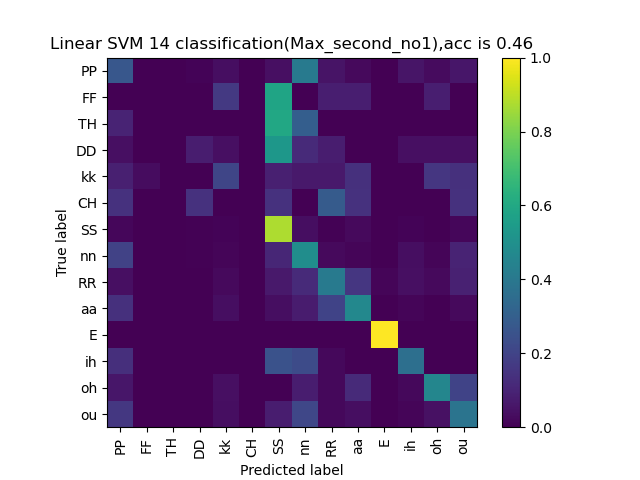 Linear SVM 14 classification(Max_second_no1),acc is 0.46
True label
PP
FF
TH
DD
kk
CH
SS
nn
RR
aa
E
ih
oh
ou
PP FF TH DD kk CH SS nn RR aa E ih oh ou
Predicted label
1.0
0.8
0.6
0.4
0.2
0.0